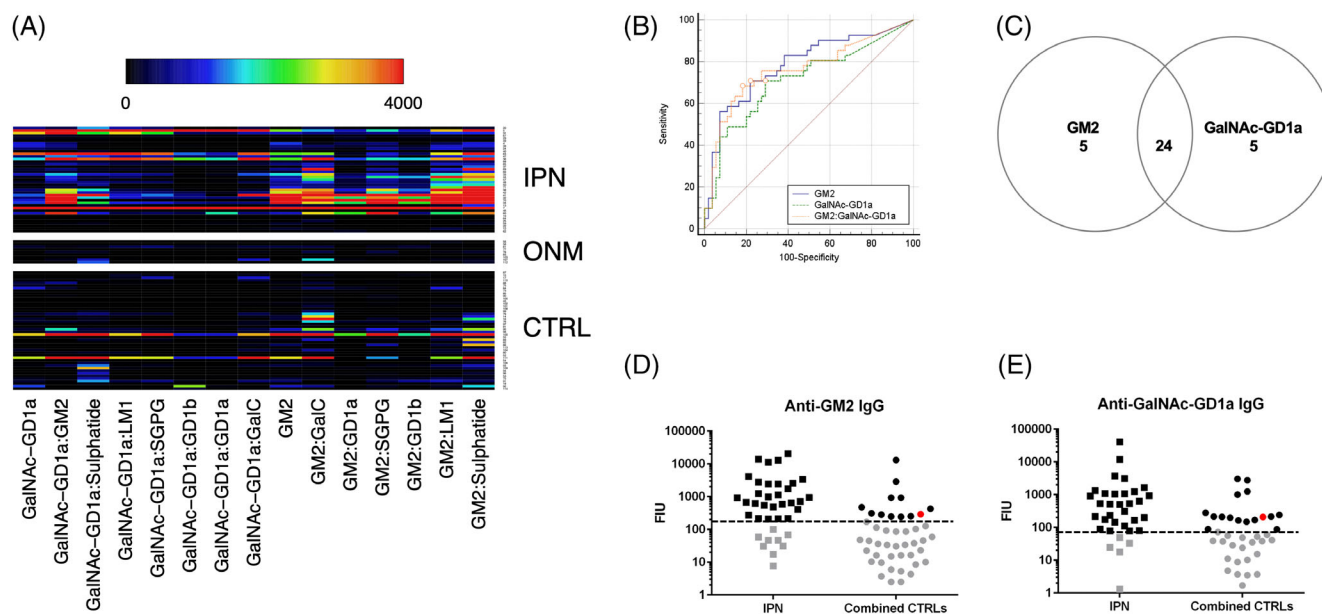 (A)
0
4000
IPN
ONM
CTRL
GalNAc–GD1a
GalNAc–GD1a:GM2
GalNAc–GD1a:Sulphatide
GalNAc–GD1a:LM1
GalNAc–GD1a:SGPG
GalNAc–GD1a:GD1b
GalNAc–GD1a:GD1a
GalNAc–GD1a:GalC
GM2
GM2:GalC
GM2:GD1a
GM2:SGPG
GM2:GD1b
GM2:LM1
GM2:Sulphatide
(B)
Sensitivity
100
80
60
40
20
0
0 20 40 60 80 100
100-Specificity
GM2
GalNAc-GD1a
GM2:GalNAc-GD1a
(C)
GM2
5
24
GalNAc-GD1a
5
(D)
Anti-GM2 IgG
FIU
100000
10000
1000
100
10
1
IPN Combined CTRLs
(E)
Anti-GalNAc-GD1a IgG
FIU
100000
10000
1000
100
10
1
IPN Combined CTRLs